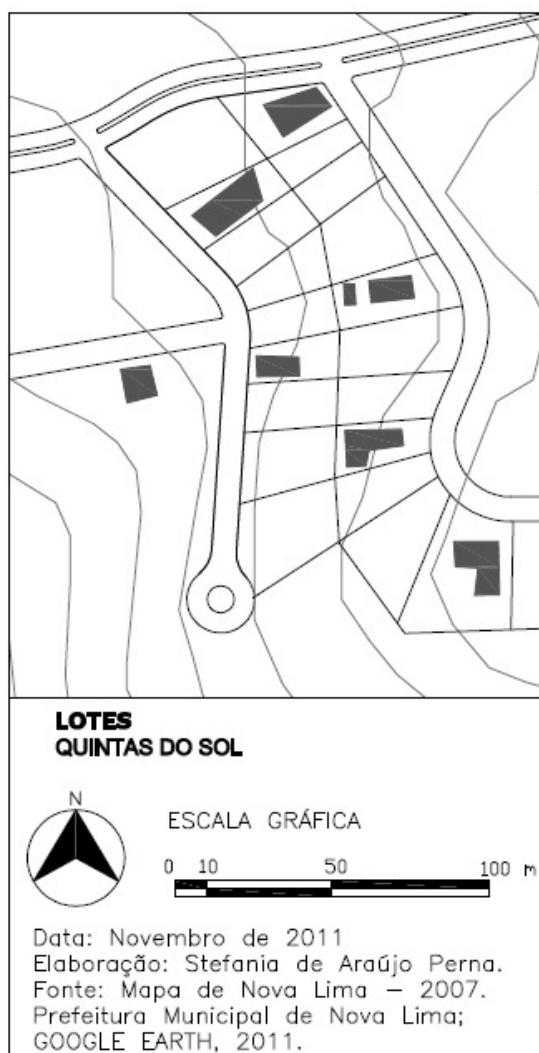 LOTES
QUINTAS DO SOL
N
ESCALA GRÁFICA
0 10 50 100 m
Data: Novembro de 2011
Elaboração: Stefania de Araújo Perna.
Fonte: Mapa de Nova Lima – 2007.
Prefeitura Municipal de Nova Lima;
GOOGLE EARTH, 2011.